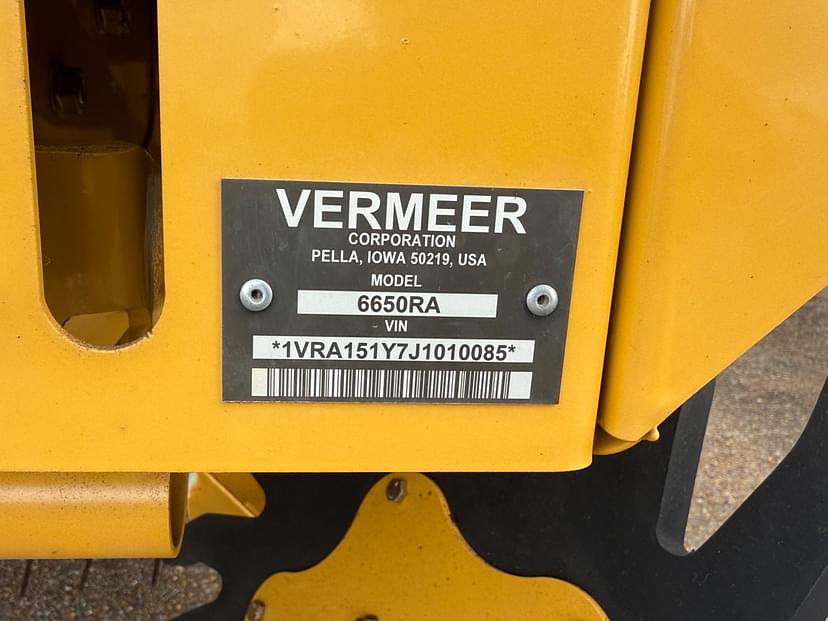 VERMEER
CORPORATION
PELLA, IOWA 50219, USA
MODEL
6650RA
VIN
*1VRA151Y7J1010085*